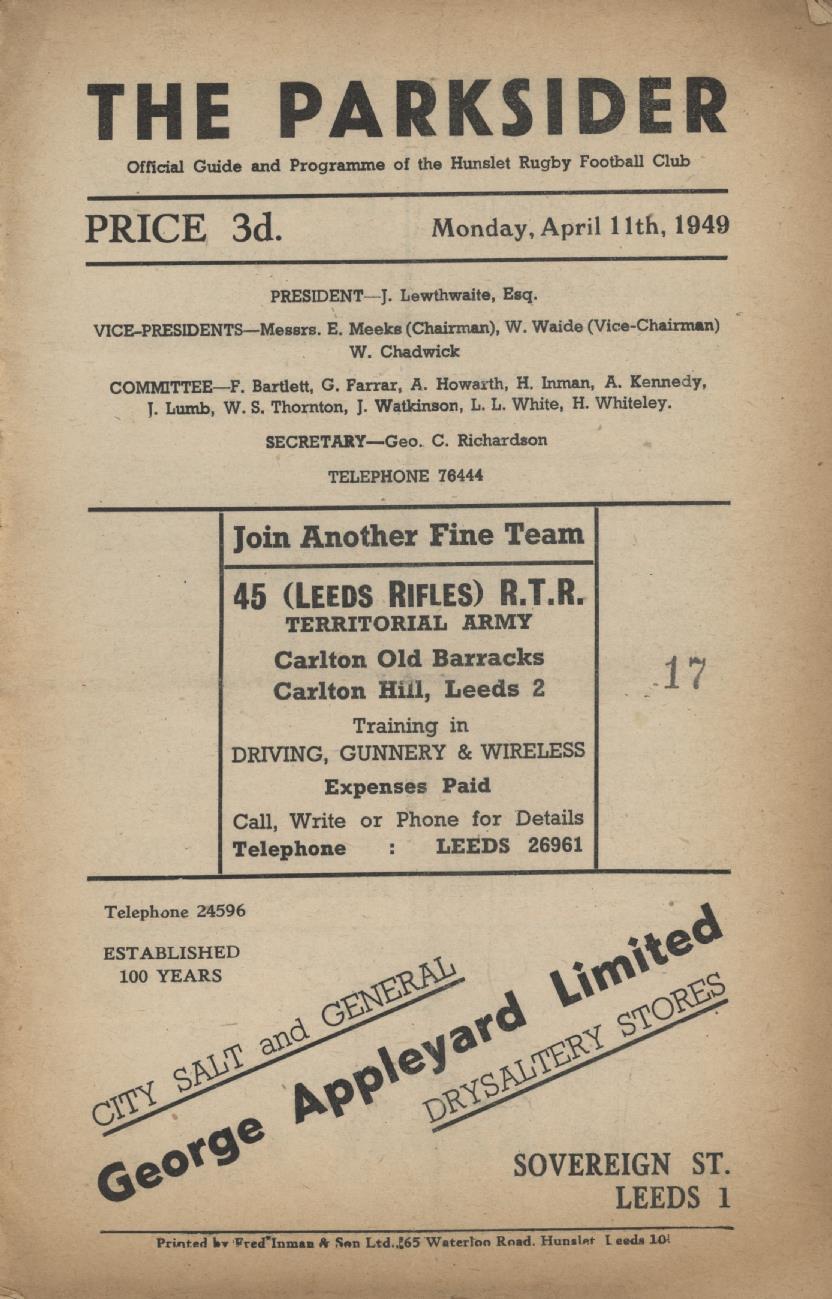 THE PARKSIDER
Official Guide and Programme of the Hunslet Rugby Football Club
PRICE 3d. Monday, April 11th, 1949
PRESIDENT—J. Lewthwaite, Esq.
VICE-PRESIDENTS—Messrs. E. Meeks (Chairman), W. Waide (Vice-Chairman)
W. Chadwick
COMMITTEE—F. Bartlett, G. Farrar, A. Howarth, H. Inman, A. Kennedy,
J. Lumb, W. S. Thornton, J. Watkinson, L. L. White, H. Whiteley.
SECRETARY—Geo. C. Richardson
TELEPHONE 76444
Join Another Fine Team
45 (LEEDS RIFLES) R.T.R.
TERRITORIAL ARMY
Carlton Old Barracks
Carlton Hill, Leeds 2
Training in
DRIVING, GUNNERY & WIRELESS
Expenses Paid
Call, Write or Phone for Details
Telephone : LEEDS 26961
17
Telephone 24596
ESTABLISHED
100 YEARS
CITY SALT and GENERAL
George Appleyard Limited
DRYSALTERY STORES
SOVEREIGN ST.
LEEDS 1
Printed by Fred Inman & Son Ltd., 65 Waterloo Road, Hunslet Leeds 10